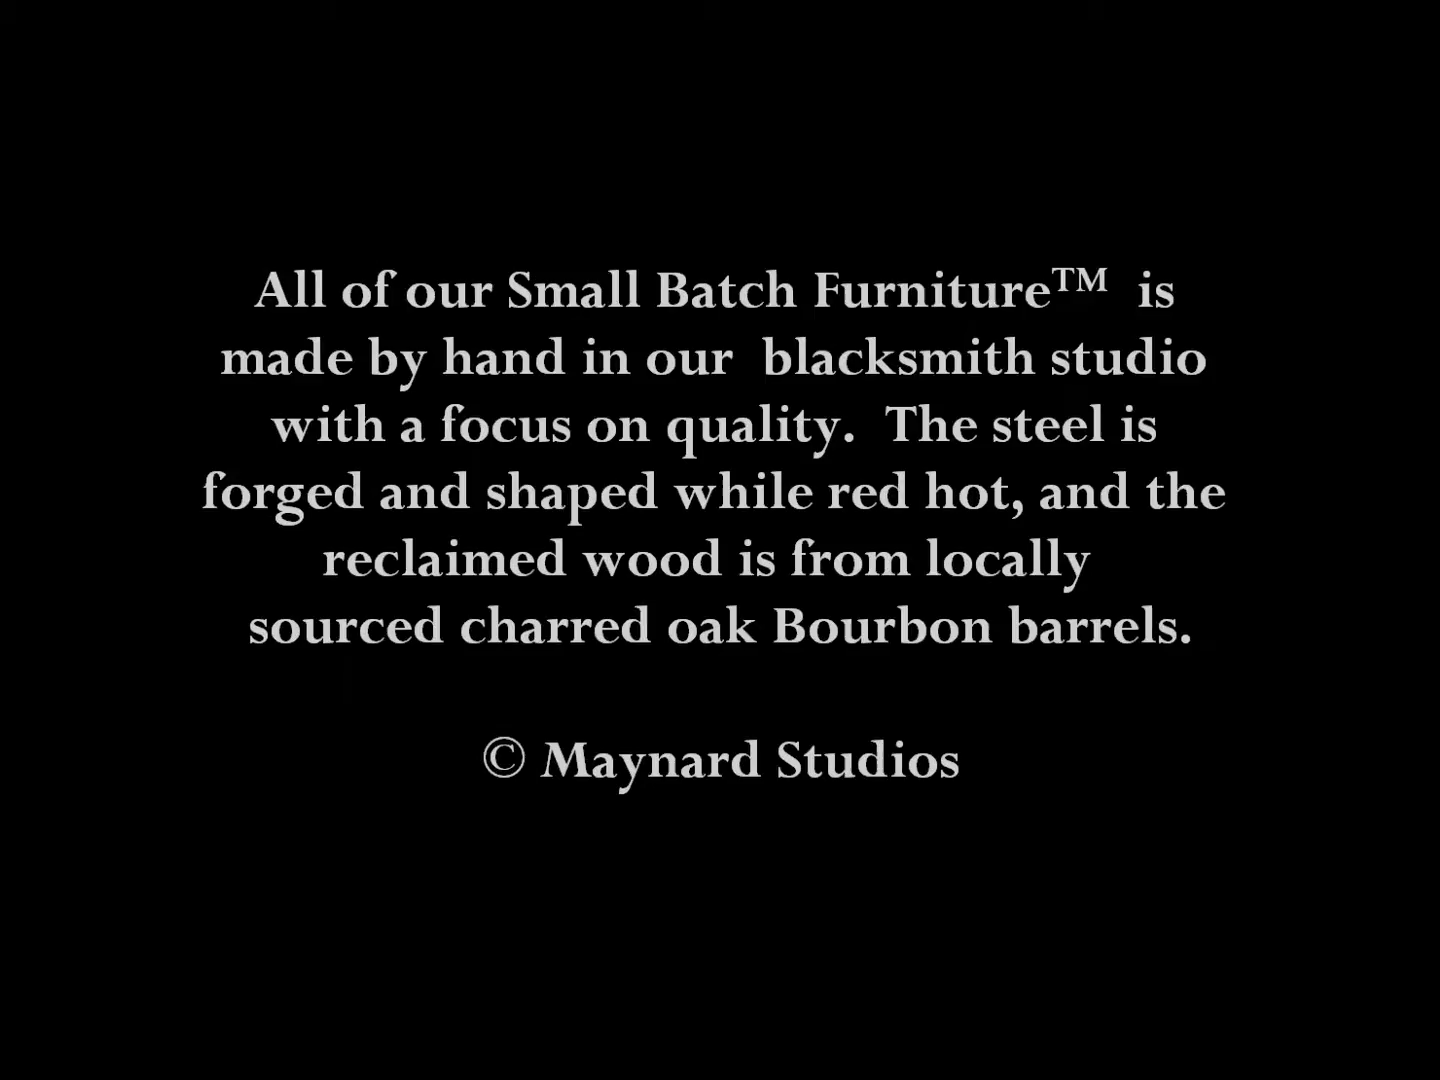 All of our Small Batch Furniture™  is
made by hand in our  blacksmith studio
with a focus on quality.  The steel is
forged and shaped while red hot, and the
reclaimed wood is from locally
sourced charred oak Bourbon barrels.
© Maynard Studios